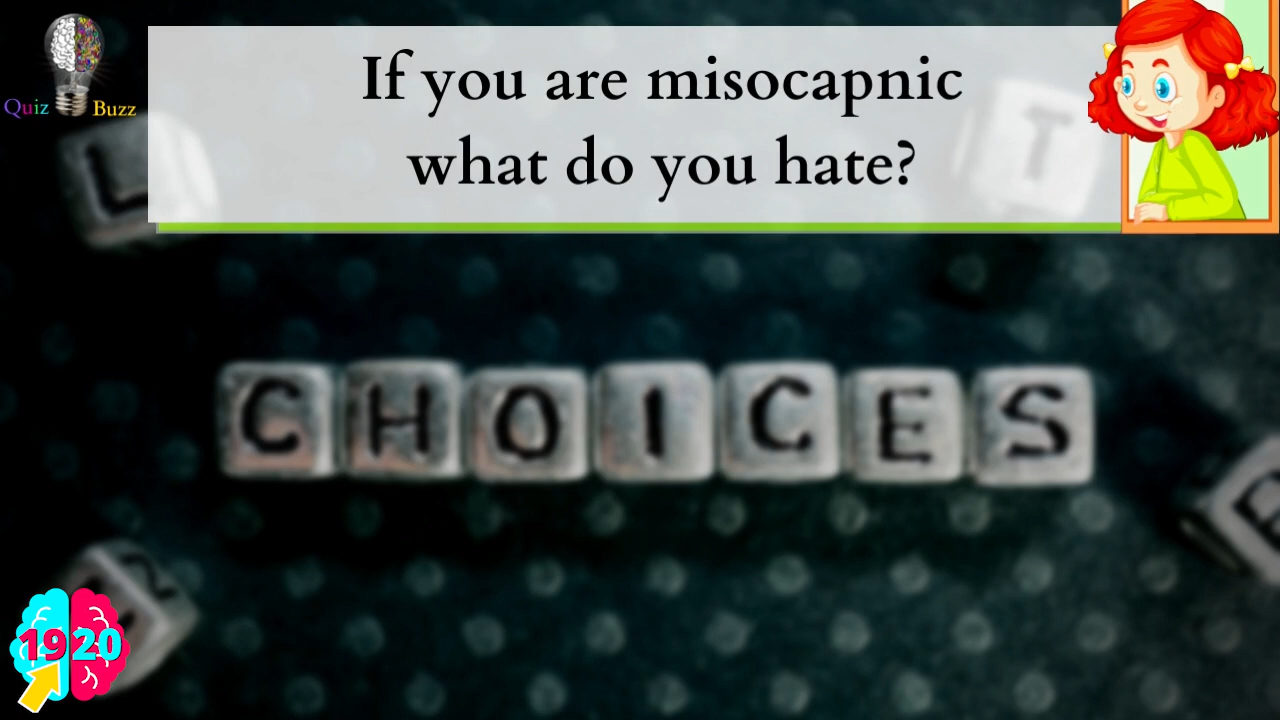 Quiz Buzz
If you are misocapnic
what do you hate?
L
T
CHOICES
1920